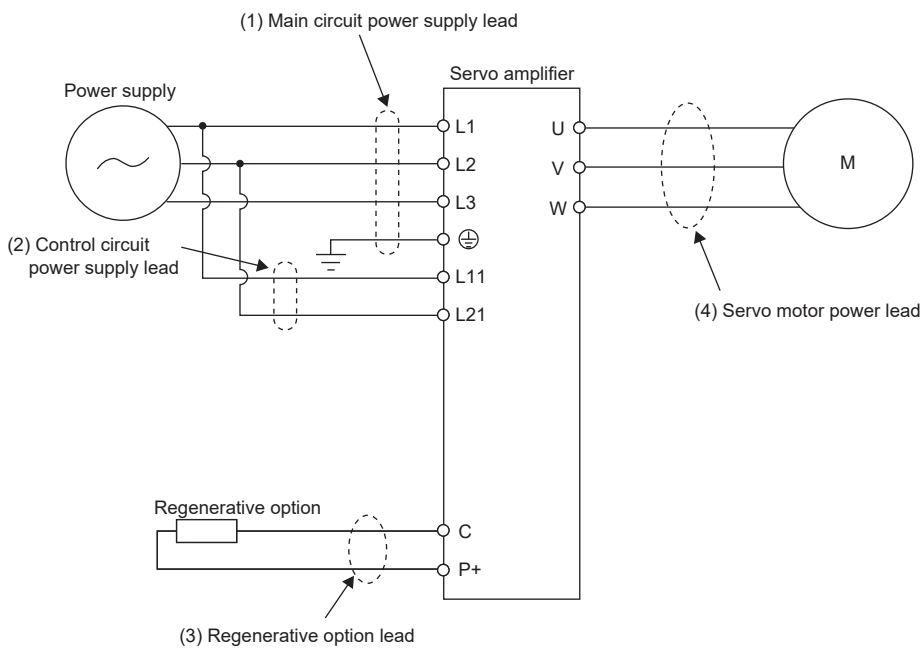 (1) Main circuit power supply lead
Servo amplifier
Power supply
L1
L2
L3
L11
L21
U
V
W
M
(2) Control circuit
power supply lead
(4) Servo motor power lead
Regenerative option
C
P+
(3) Regenerative option lead